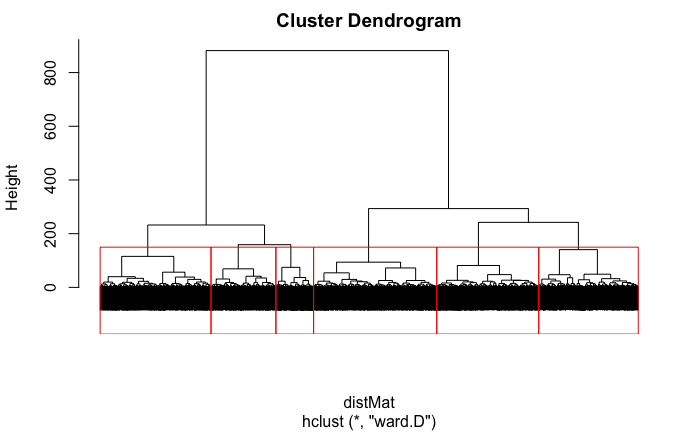 Cluster Dendrogram
Height
800
600
400
200
0
distMat
hclust (*, "ward.D")